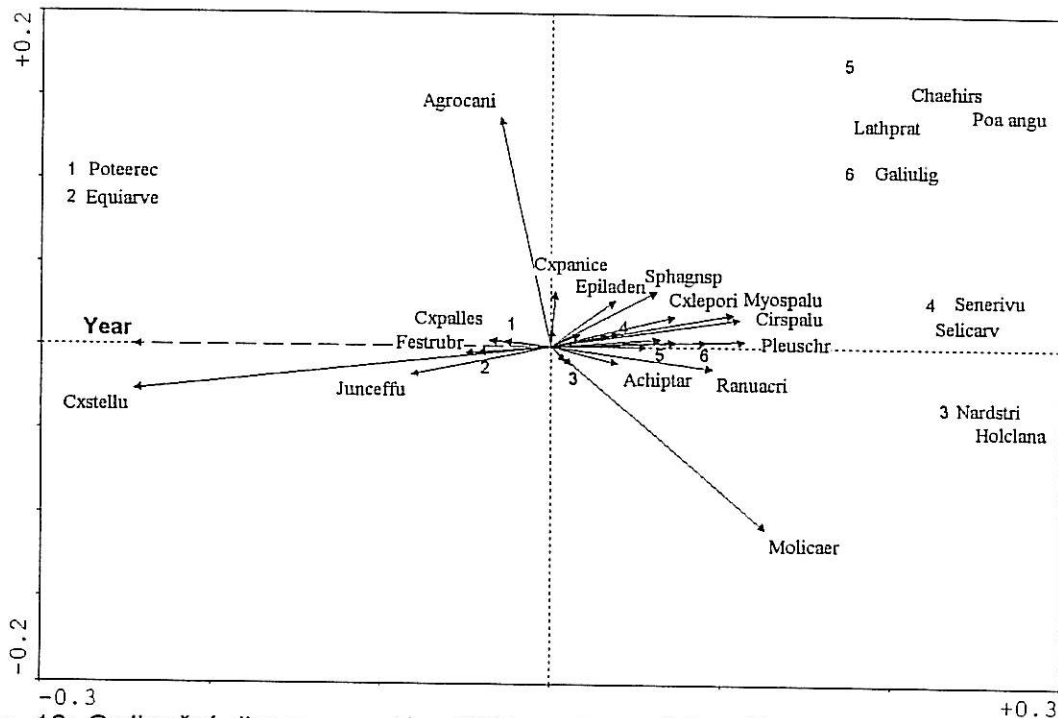 +0.2
5
Chaehirs
Agrocani
Poa angu
Lathprat
1 Poteerec
6 Galiulig
2 Equiarve
Cxpanice
Sphagnsp
Epiladen
Cxlepori Myospalu
4 Senerivu
Cxpalles
1
4
Cirspalu
Year
Selicarv
Festrubr
Pleuschr
5
6
2
3
Achiptar
Ranuacri
Junceffu
Cxstellu
3 Nardstri
Holclana
Molicaer
-0.2
-0.3
+0.3